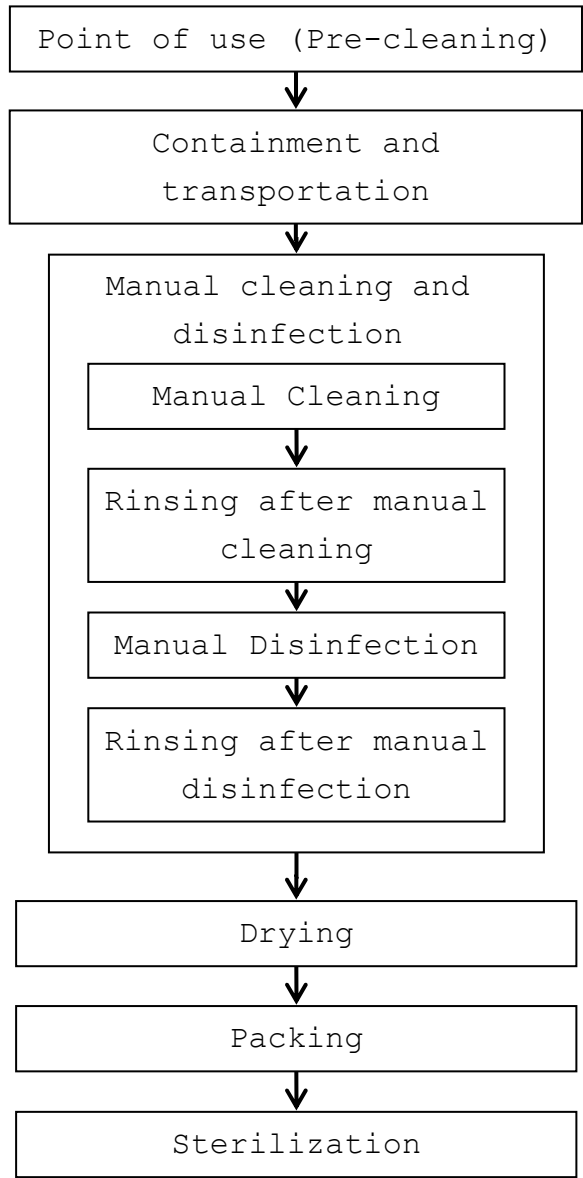 Point of use (Pre-cleaning)
Containment and
transportation
Manual cleaning and
disinfection
Manual Cleaning
Rinsing after manual
cleaning
Manual Disinfection
Rinsing after manual
disinfection
Drying
Packing
Sterilization